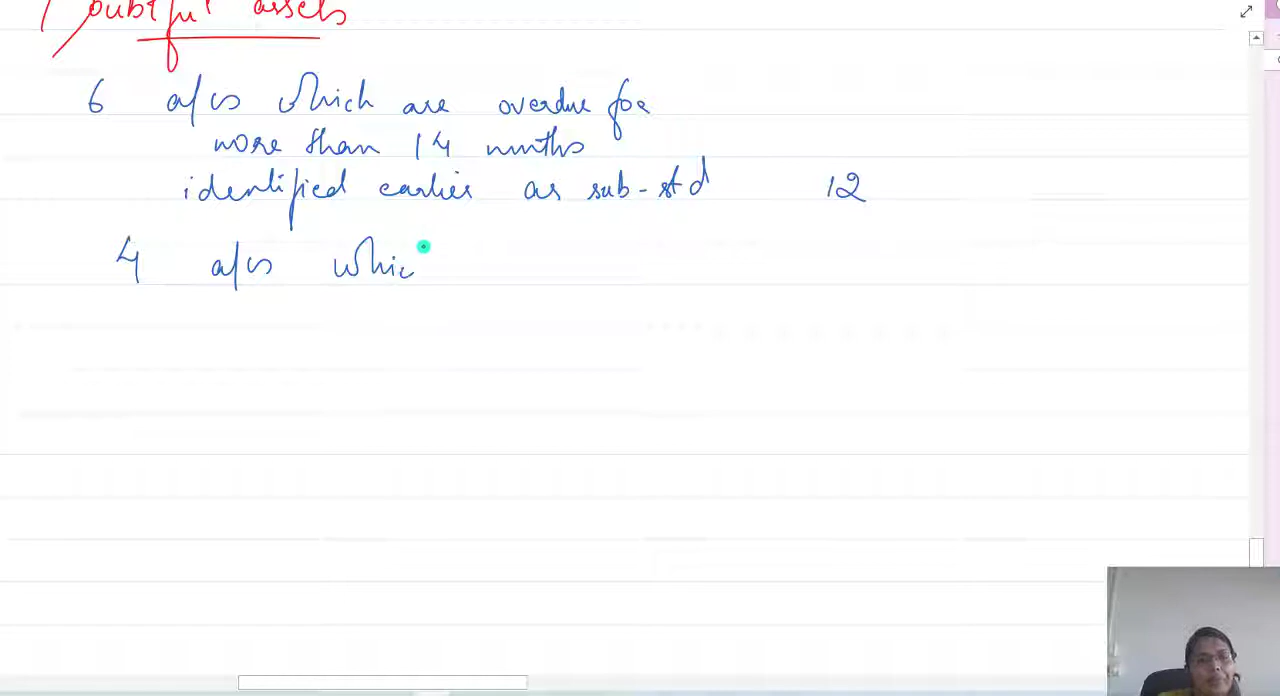 Doubtful assets
6 a/cs which are overdue for
more than 14 months
identified earlier as sub-std 12
4 a/cs whic